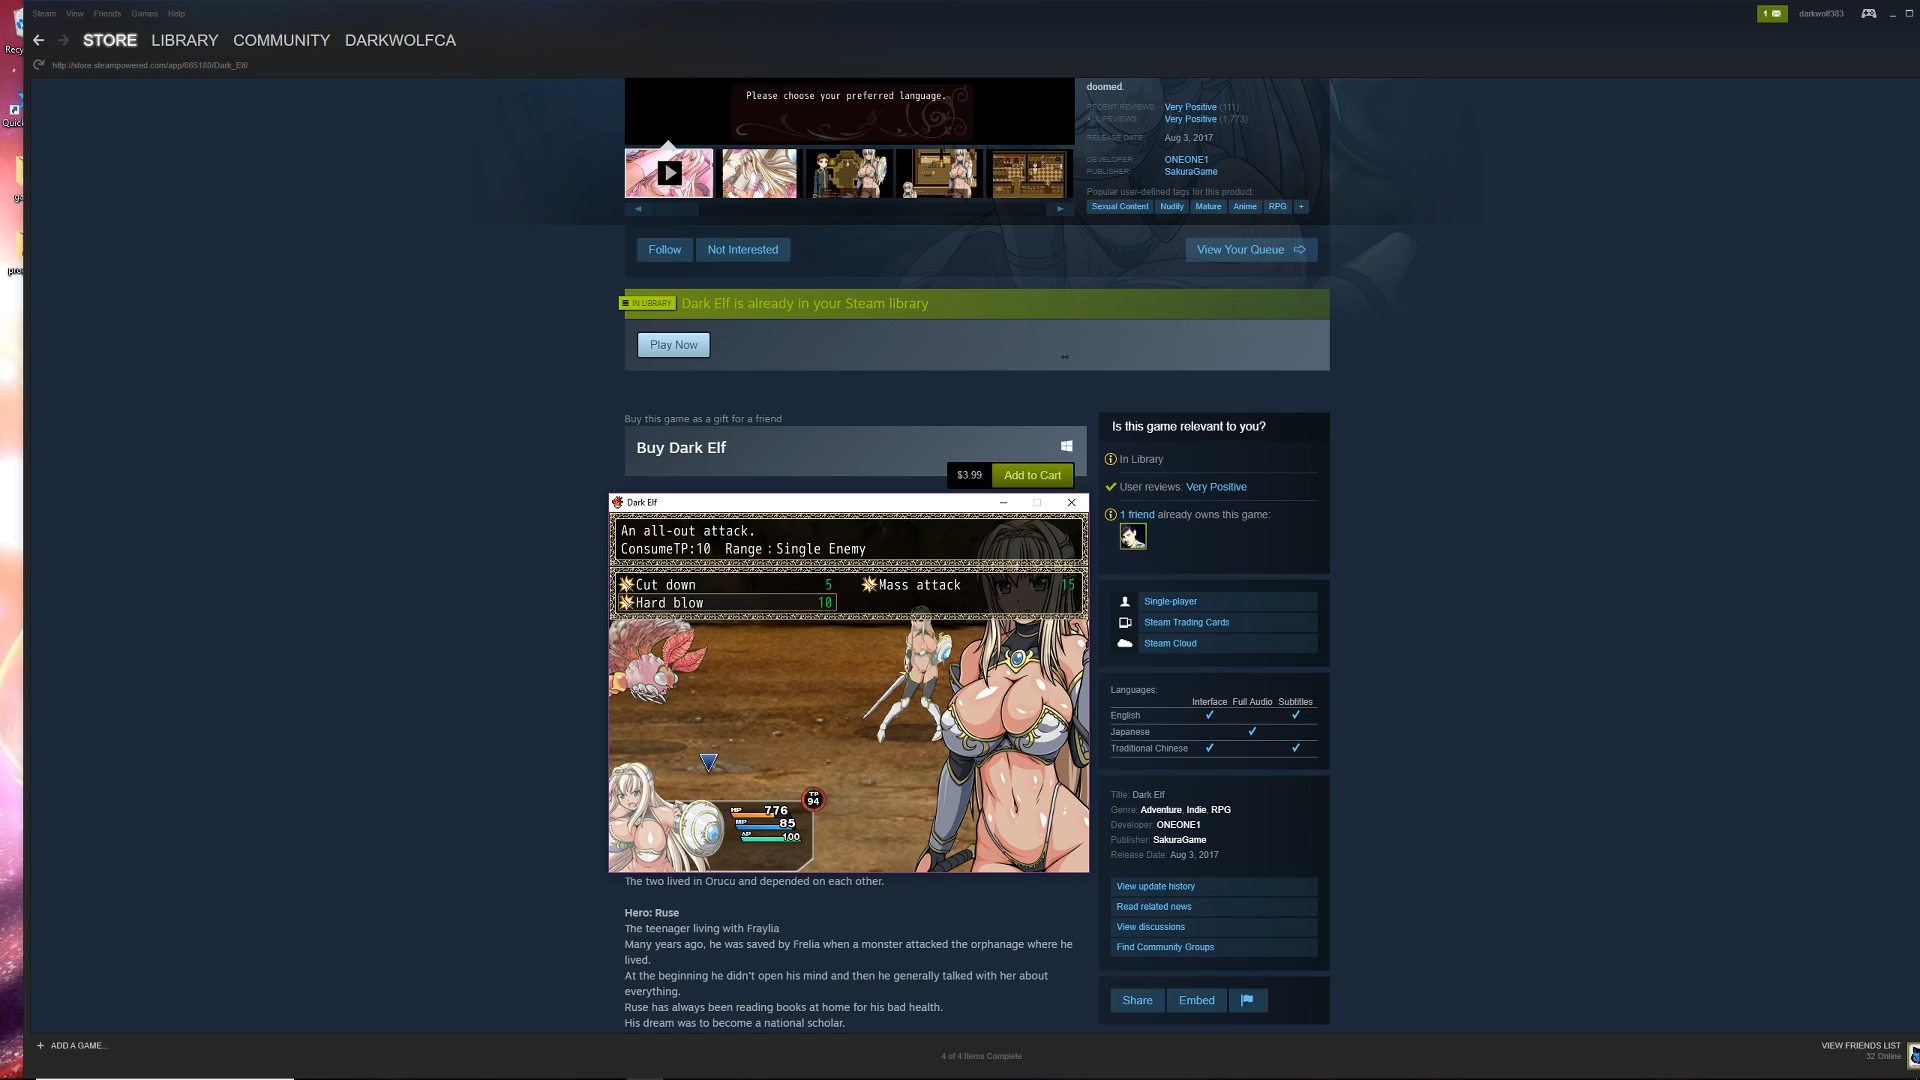 Steam View Friends Games Help
1
darkwolf383
STORE LIBRARY COMMUNITY DARKWOLFCA
http://store.steampowered.com/app/665180/Dark_Elf/
Please choose your preferred language.
doomed.
RECENT REVIEWS: Very Positive (111)
ALL REVIEWS: Very Positive (1,773)
RELEASE DATE: Aug 3, 2017
DEVELOPER: ONEONE1
PUBLISHER: SakuraGame
Popular user-defined tags for this product:
Sexual Content Nudity Mature Anime RPG +
Follow Not Interested View Your Queue
IN LIBRARY Dark Elf is already in your Steam library
Play Now
Buy this game as a gift for a friend
Buy Dark Elf
$3.99 Add to Cart
Dark Elf
An all-out attack.
ConsumeTP:10 Range:Single Enemy
Cut down 5 Mass attack 15
Hard blow 10
TP
94
HP 776
MP 85
AP 100
The two lived in Orucu and depended on each other.
Hero: Ruse
The teenager living with Fraylia
Many years ago, he was saved by Frelia when a monster attacked the orphanage where he
lived.
At the beginning he didn't open his mind and then he generally talked with her about
everything.
Ruse has always been reading books at home for his bad health.
His dream was to become a national scholar.
Is this game relevant to you?
In Library
User reviews: Very Positive
1 friend already owns this game:
Single-player
Steam Trading Cards
Steam Cloud
Languages:
Interface Full Audio Subtitles
English
Japanese
Traditional Chinese
Title: Dark Elf
Genre: Adventure, Indie, RPG
Developer: ONEONE1
Publisher: SakuraGame
Release Date: Aug 3, 2017
View update history
Read related news
View discussions
Find Community Groups
Share Embed
+ ADD A GAME...
4 of 4 Items Complete
VIEW FRIENDS LIST
32 Online